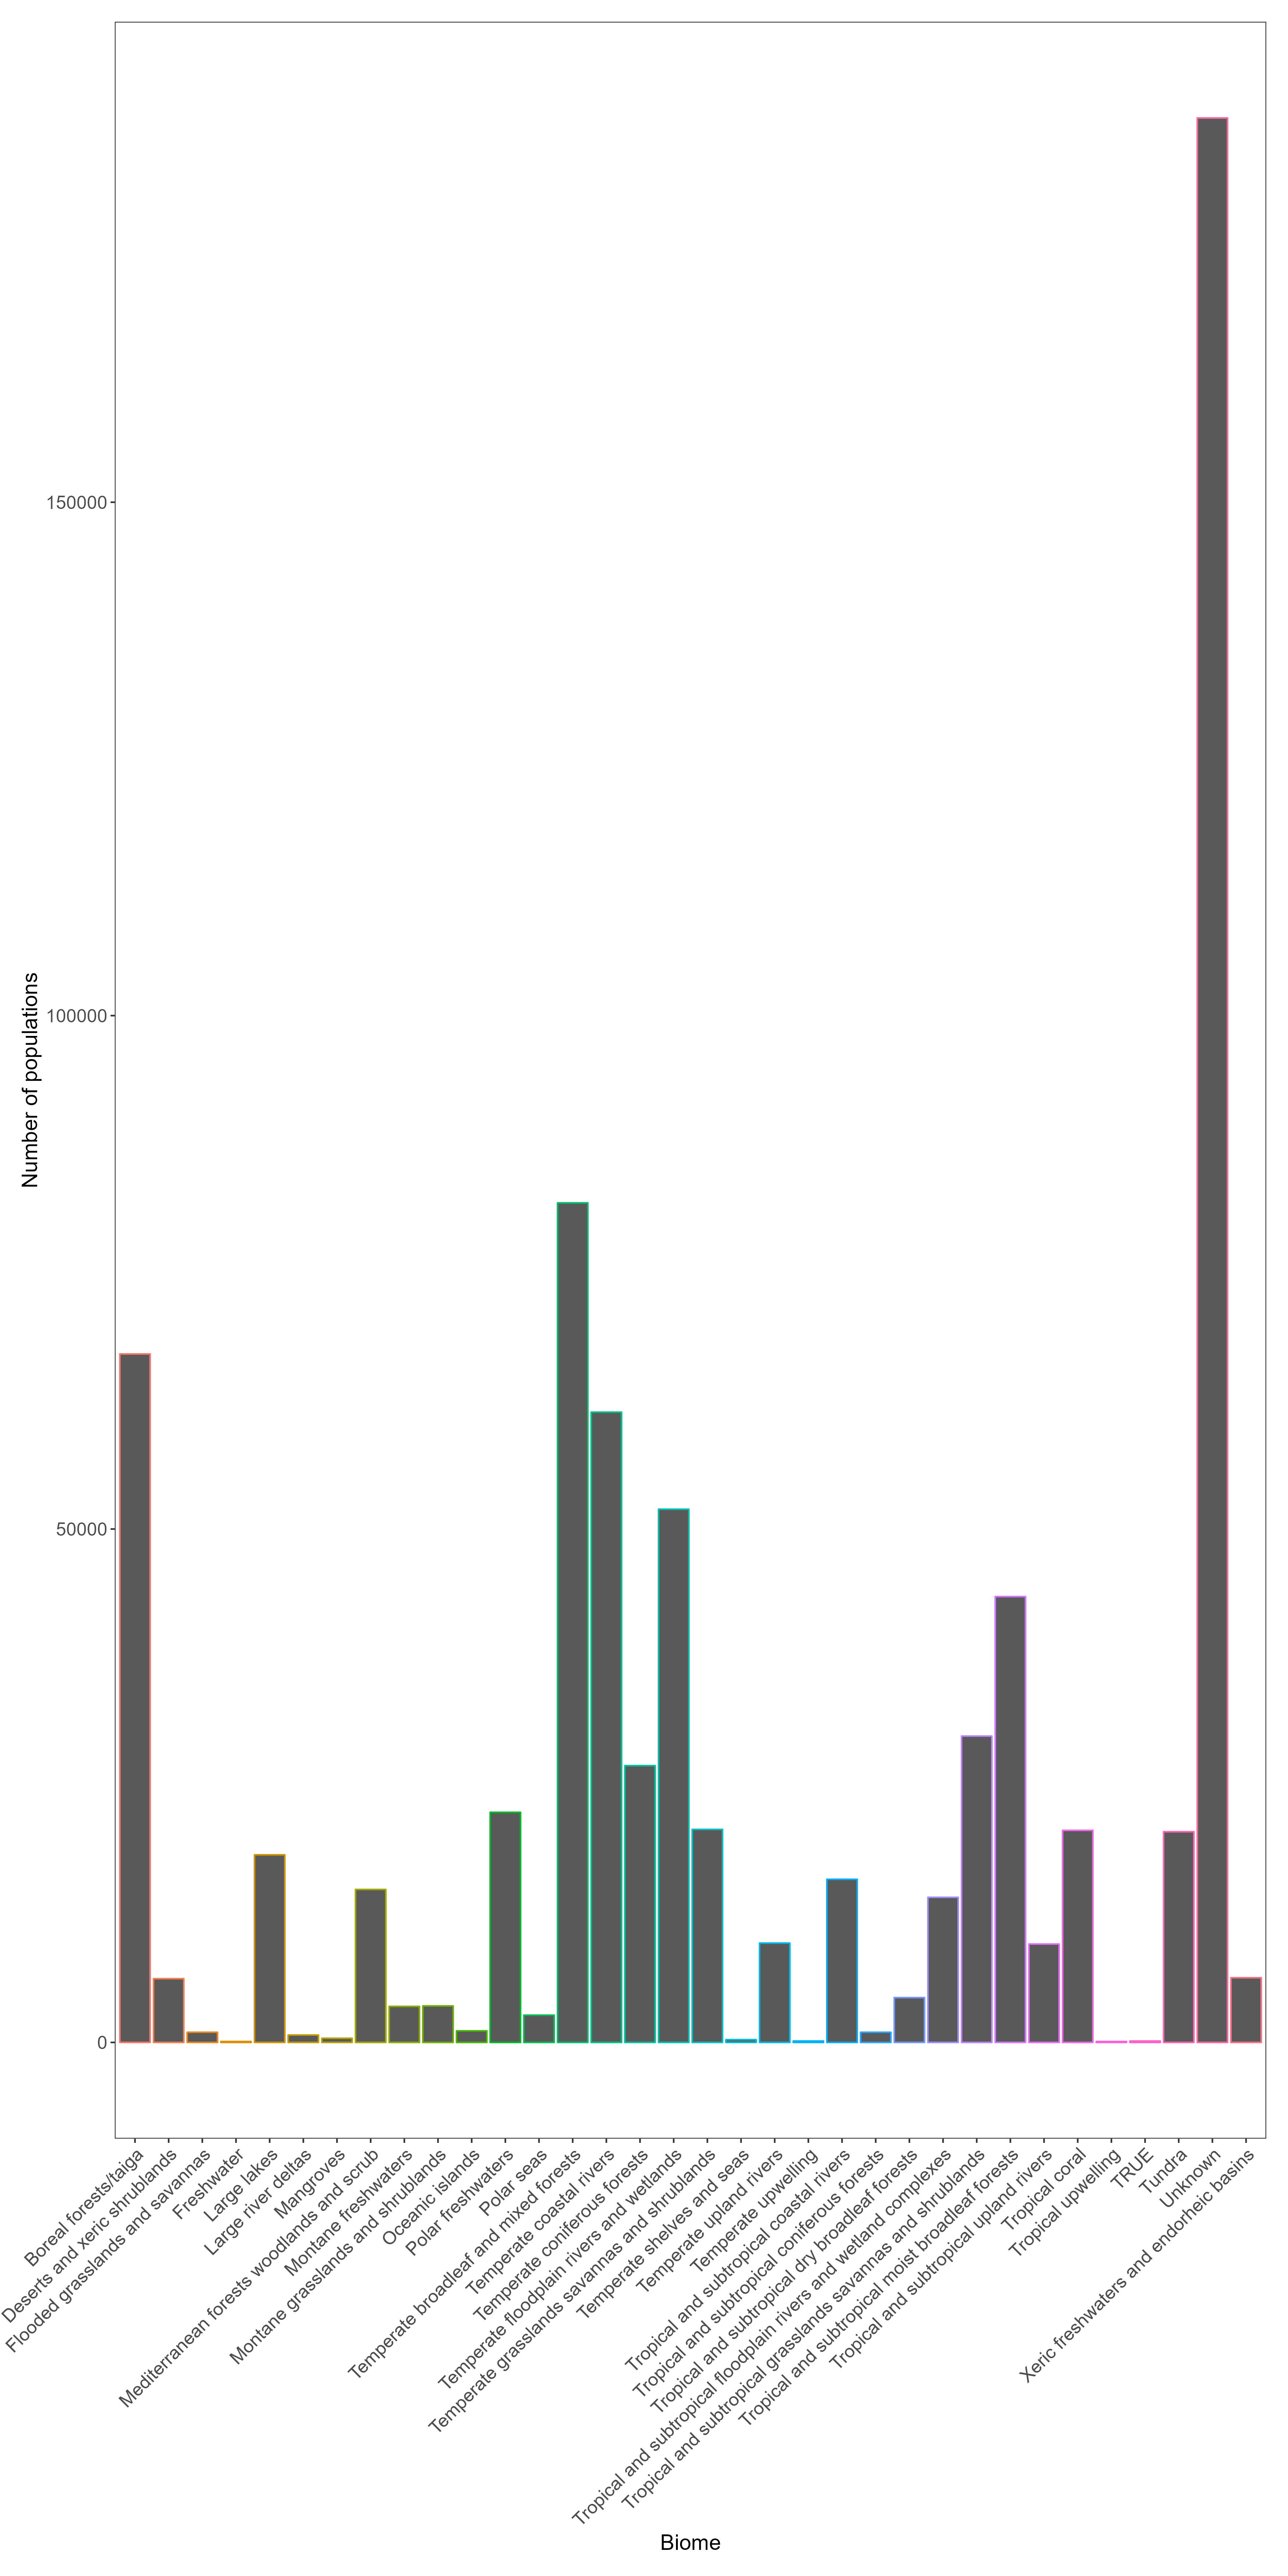 Number of populations
150000
100000
50000
0
Boreal forests/taiga
Deserts and xeric shrublands
Flooded grasslands and savannas
Freshwater
Large lakes
Large river deltas
Mangroves
Mediterranean forests woodlands and scrub
Montane freshwaters
Montane grasslands and shrublands
Oceanic islands
Polar freshwaters
Polar seas
Temperate broadleaf and mixed forests
Temperate coastal rivers
Temperate coniferous forests
Temperate floodplain rivers and wetlands
Temperate grasslands savannas and shrublands
Temperate shelves and seas
Temperate upland rivers
Temperate upwelling
Tropical and subtropical coastal rivers
Tropical and subtropical coniferous forests
Tropical and subtropical dry broadleaf forests
Tropical and subtropical floodplain rivers and wetland complexes
Tropical and subtropical grasslands savannas and shrublands
Tropical and subtropical moist broadleaf forests
Tropical and subtropical upland rivers
Tropical coral
Tropical upwelling
TRUE
Tundra
Unknown
Xeric freshwaters and endorheic basins
Biome